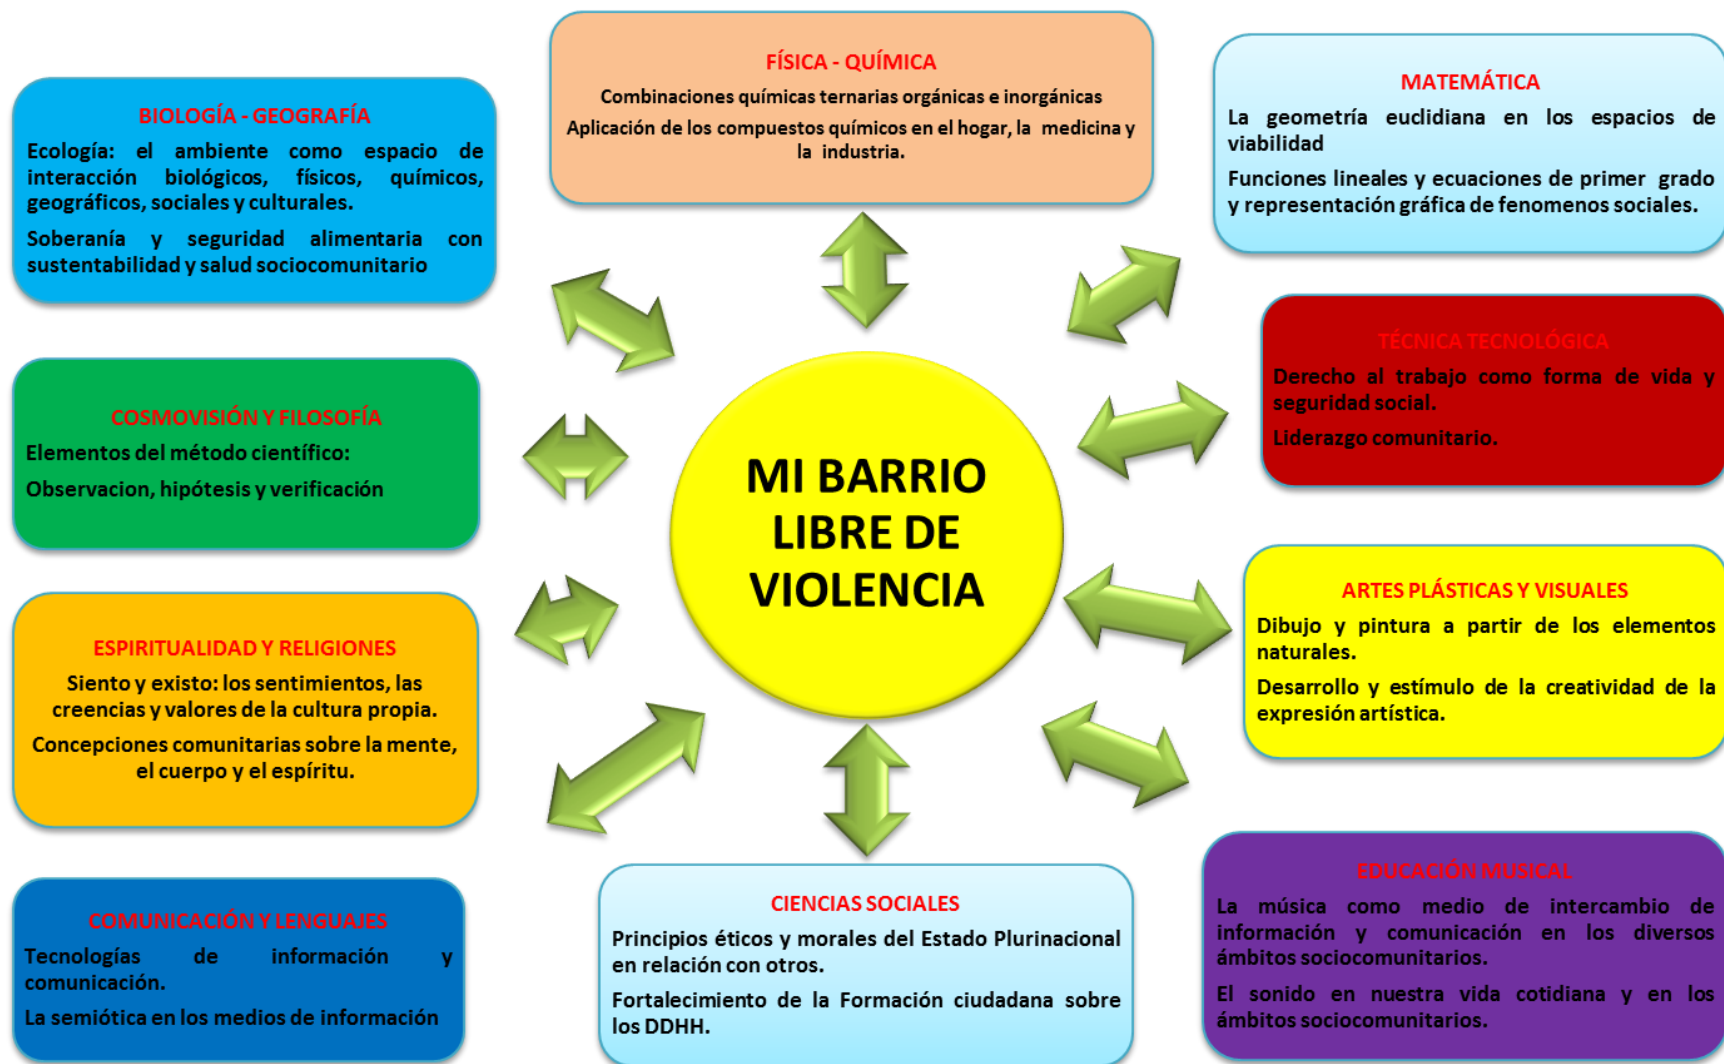 FÍSICA - QUÍMICA
Combinaciones químicas ternarias orgánicas e inorgánicas
Aplicación de los compuestos químicos en el hogar, la medicina y
la industria.
MATEMÁTICA
La geometría euclidiana en los espacios de
viabilidad
Funciones lineales y ecuaciones de primer grado
y representación gráfica de fenomenos sociales.
BIOLOGÍA - GEOGRAFÍA
Ecología: el ambiente como espacio de
interacción biológicos, físicos, químicos,
geográficos, sociales y culturales.
Soberanía y seguridad alimentaria con
sustentabilidad y salud sociocomunitario
TÉCNICA TECNOLÓGICA
Derecho al trabajo como forma de vida y
seguridad social.
Liderazgo comunitario.
COSMOVISIÓN Y FILOSOFÍA
Elementos del método científico:
Observacion, hipótesis y verificación
MI BARRIO
LIBRE DE
VIOLENCIA
ARTES PLÁSTICAS Y VISUALES
Dibujo y pintura a partir de los elementos
naturales.
Desarrollo y estímulo de la creatividad de la
expresión artística.
ESPIRITUALIDAD Y RELIGIONES
Siento y existo: los sentimientos, las
creencias y valores de la cultura propia.
Concepciones comunitarias sobre la mente,
el cuerpo y el espíritu.
COMUNICACIÓN Y LENGUAJES
Tecnologías de información y
comunicación.
La semiótica en los medios de información
CIENCIAS SOCIALES
Principios éticos y morales del Estado Plurinacional
en relación con otros.
Fortalecimiento de la Formación ciudadana sobre
los DDHH.
EDUCACIÓN MUSICAL
La música como medio de intercambio de
información y comunicación en los diversos
ámbitos sociocomunitarios.
El sonido en nuestra vida cotidiana y en los
ámbitos sociocomunitarios.